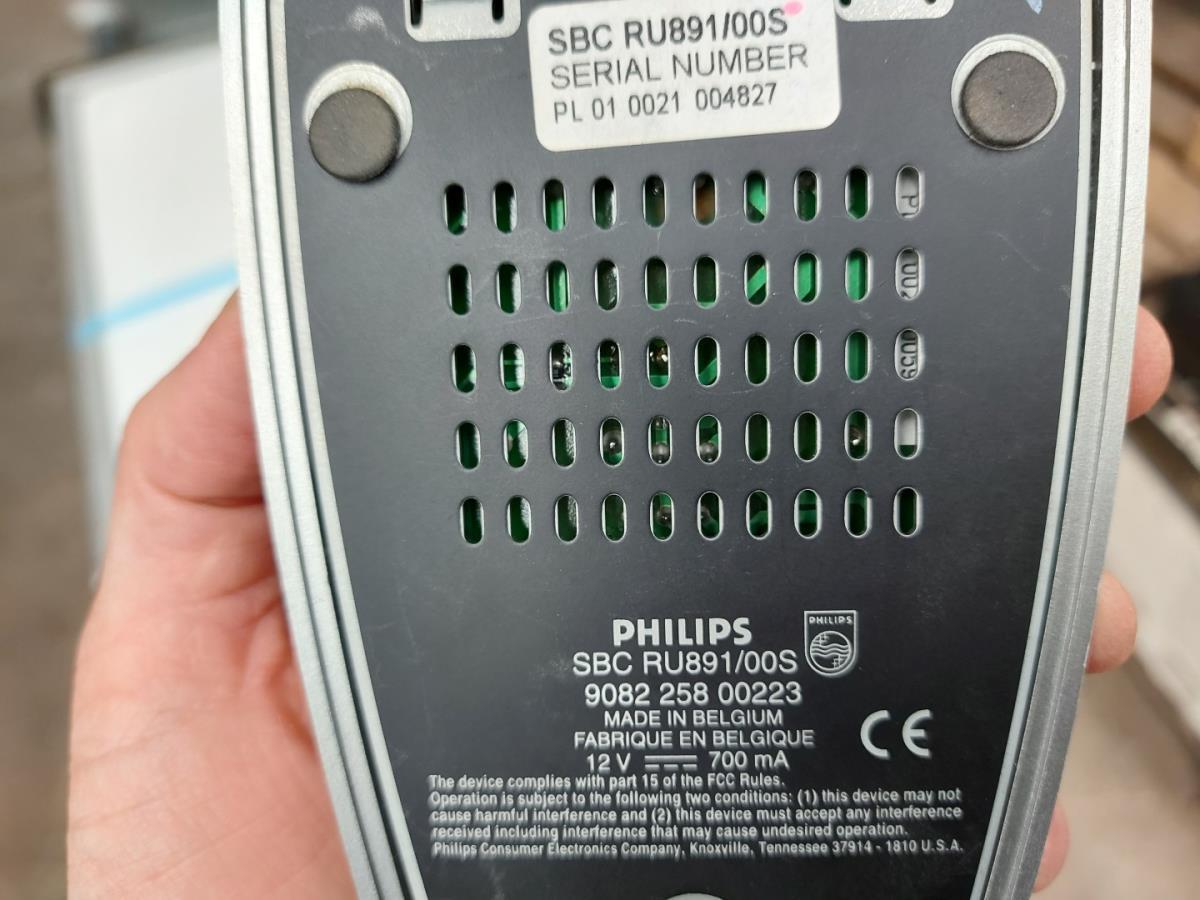 SBC RU891/00S
SERIAL NUMBER
PL 01 0021 004827
PHILIPS
PHILIPS
SBC RU891/00S
9082 258 00223
MADE IN BELGIUM
FABRIQUE EN BELGIQUE
CE
12 V 700 mA
The device complies with part 15 of the FCC Rules.
Operation is subject to the following two conditions: (1) this device may not
cause harmful interference and (2) this device must accept any interference
received including interference that may cause undesired operation.
Philips Consumer Electronics Company, Knoxville, Tennessee 37914 - 1810 U.S.A.